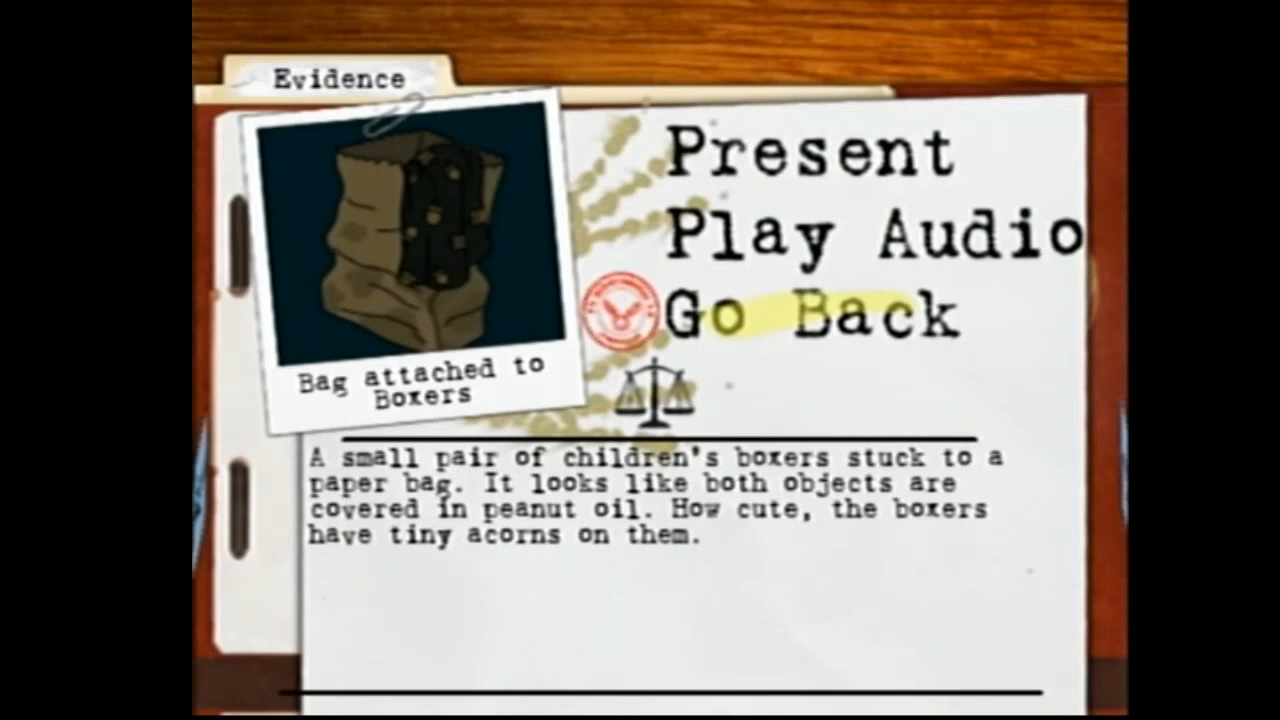 Evidence
Present
Play Audio
Go Back
Bag attached to
Boxers
A small pair of children's boxers stuck to a
paper bag. It looks like both objects are
covered in peanut oil. How cute, the boxers
have tiny acorns on them.